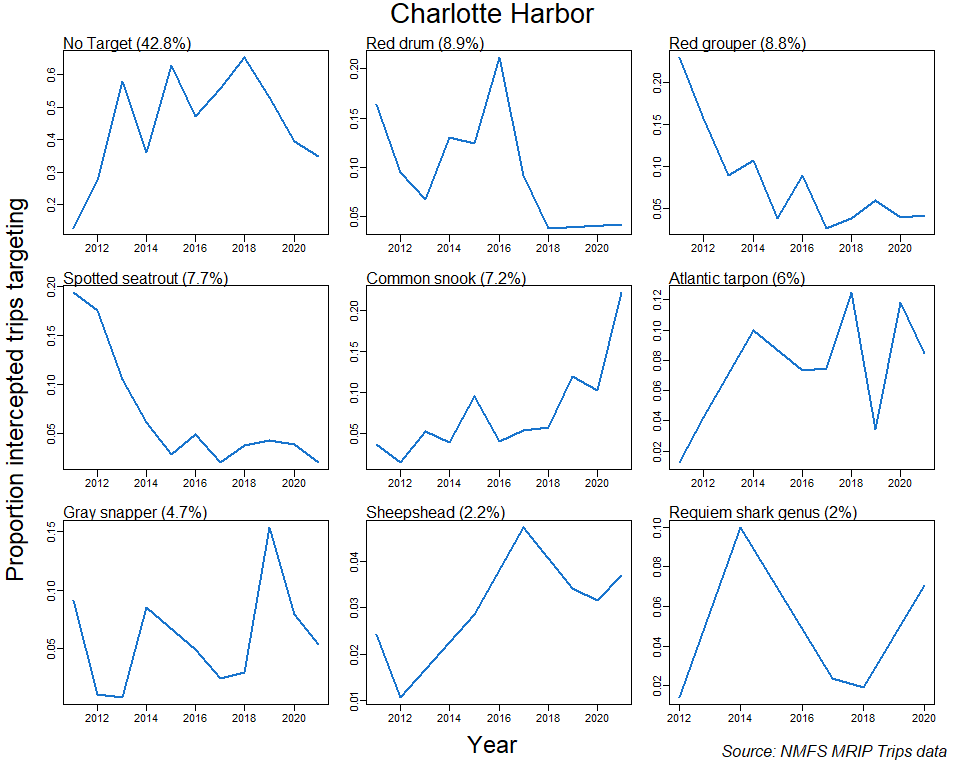 Charlotte Harbor
No Target (42.8%)
Red drum (8.9%)
Red grouper (8.8%)
0.2 0.3 0.4 0.5 0.6
2012 2014 2016 2018 2020
0.05 0.10 0.15 0.20
2012 2014 2016 2018 2020
0.05 0.10 0.15 0.20
2012 2014 2016 2018 2020
Spotted seatrout (7.7%)
Common snook (7.2%)
Atlantic tarpon (6%)
0.05 0.10 0.15 0.20
2012 2014 2016 2018 2020
0.05 0.10 0.15 0.20
2012 2014 2016 2018 2020
0.02 0.04 0.06 0.08 0.10 0.12
2012 2014 2016 2018 2020
Gray snapper (4.7%)
Sheepshead (2.2%)
Requiem shark genus (2%)
0.05 0.10 0.15
2012 2014 2016 2018 2020
0.01 0.02 0.03 0.04
2012 2014 2016 2018 2020
0.02 0.04 0.06 0.08 0.10
2012 2014 2016 2018 2020
Proportion intercepted trips targeting
Year
Source: NMFS MRIP Trips data